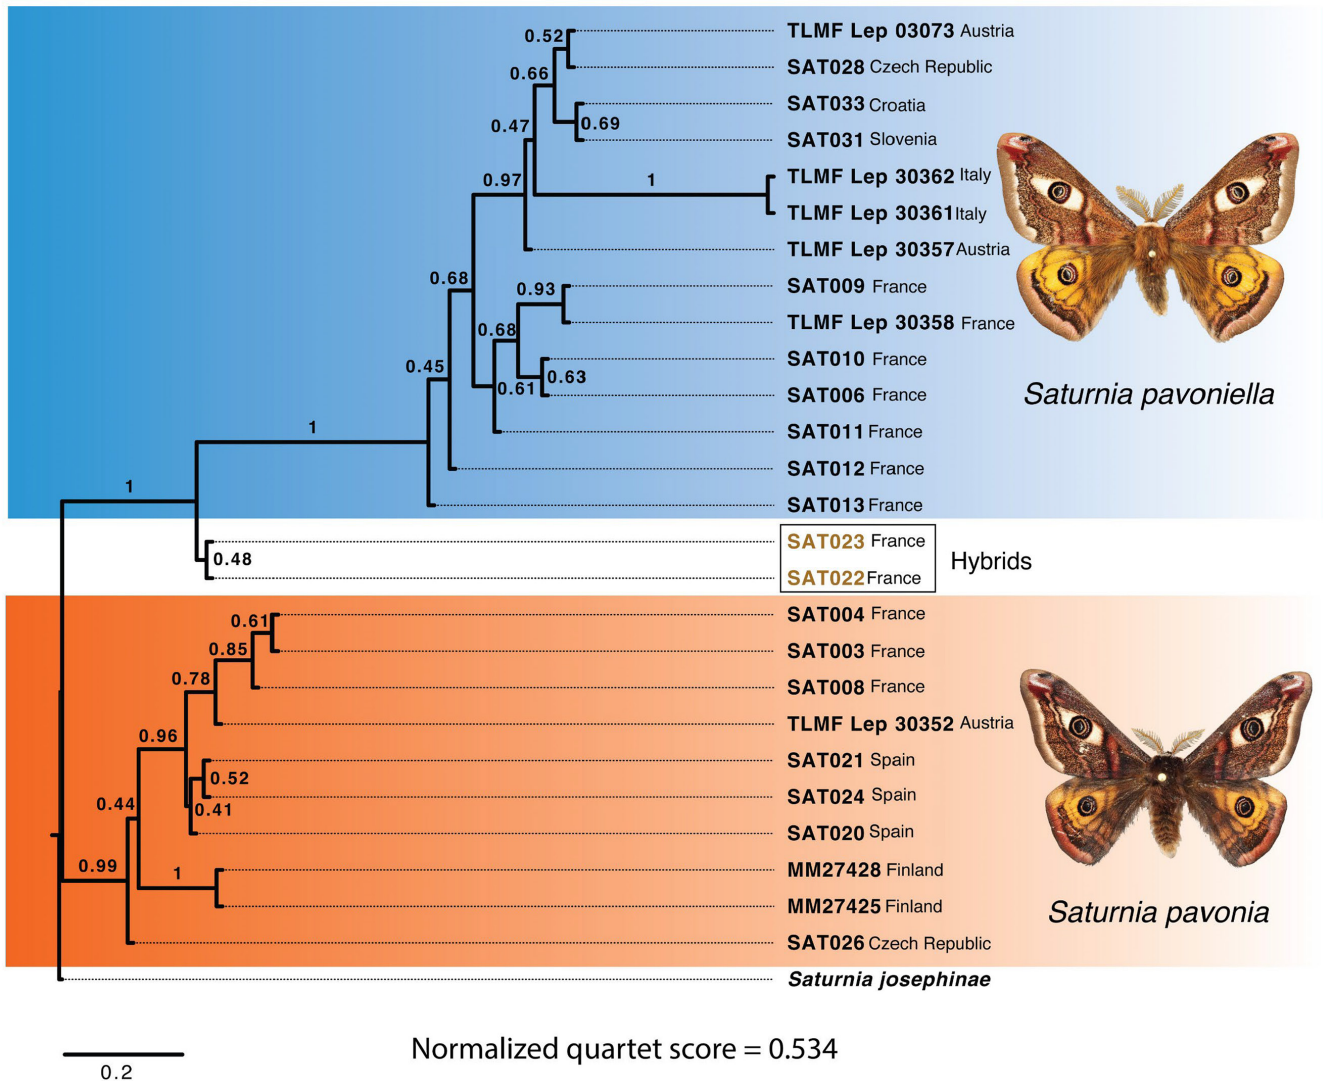 0.52
TLMF Lep 03073 Austria
SAT028 Czech Republic
0.66
SAT033 Croatia
0.69
0.47
SAT031 Slovenia
TLMF Lep 30362 Italy
0.97
1
TLMF Lep 30361 Italy
TLMF Lep 30357 Austria
0.68
SAT009 France
0.93
TLMF Lep 30358 France
0.68
SAT010 France
0.45
0.63
0.61
SAT006 France
Saturnia pavoniella
SAT011 France
1
SAT012 France
1
SAT013 France
SAT023 France
0.48
Hybrids
SAT022 France
SAT004 France
0.61
0.85
SAT003 France
0.78
SAT008 France
TLMF Lep 30352 Austria
0.96
SAT021 Spain
0.52
SAT024 Spain
0.44
0.41
SAT020 Spain
0.99
1
MM27428 Finland
MM27425 Finland
Saturnia pavonia
SAT026 Czech Republic
Saturnia josephinae
Normalized quartet score = 0.534
0.2